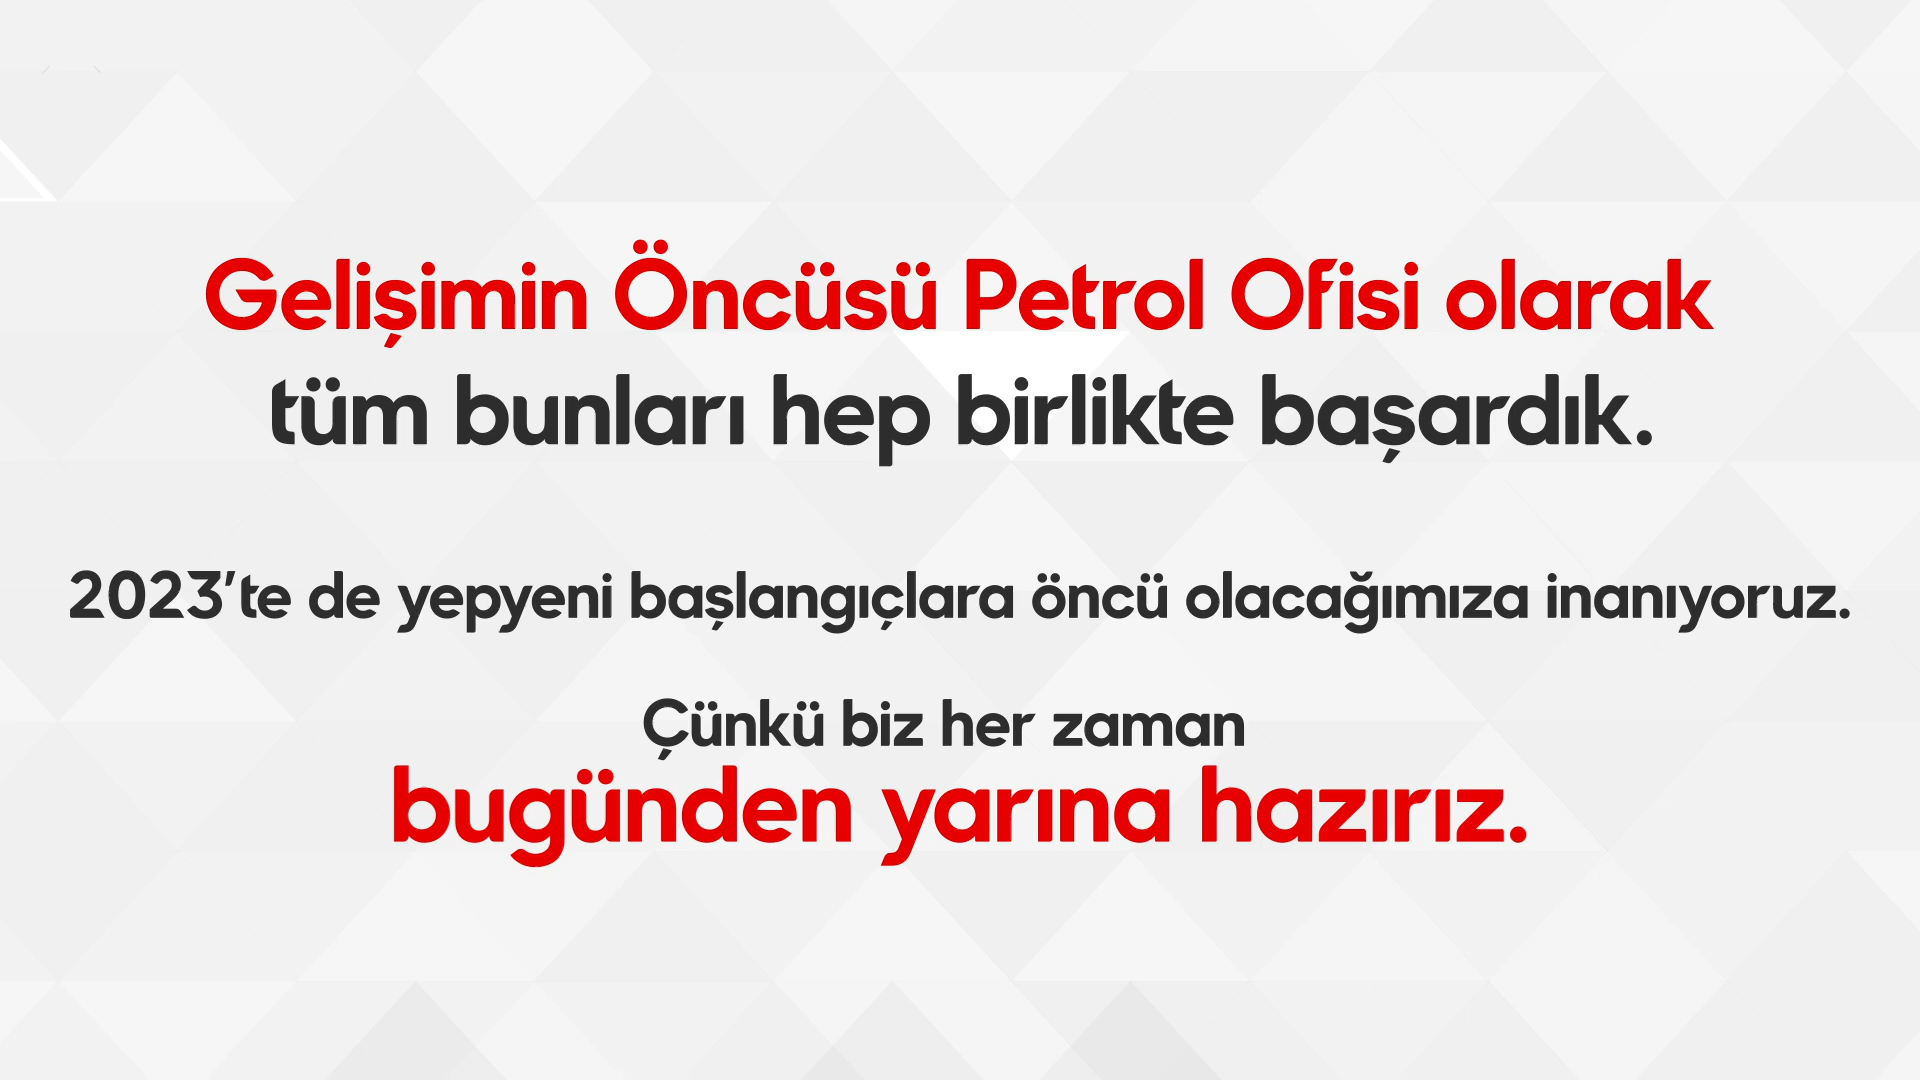 Gelişimin Öncüsü Petrol Ofisi olarak
tüm bunları hep birlikte başardık.
2023'te de yepyeni başlangıçlara öncü olacağımıza inanıyoruz.
Çünkü biz her zaman
bugünden yarına hazırız.